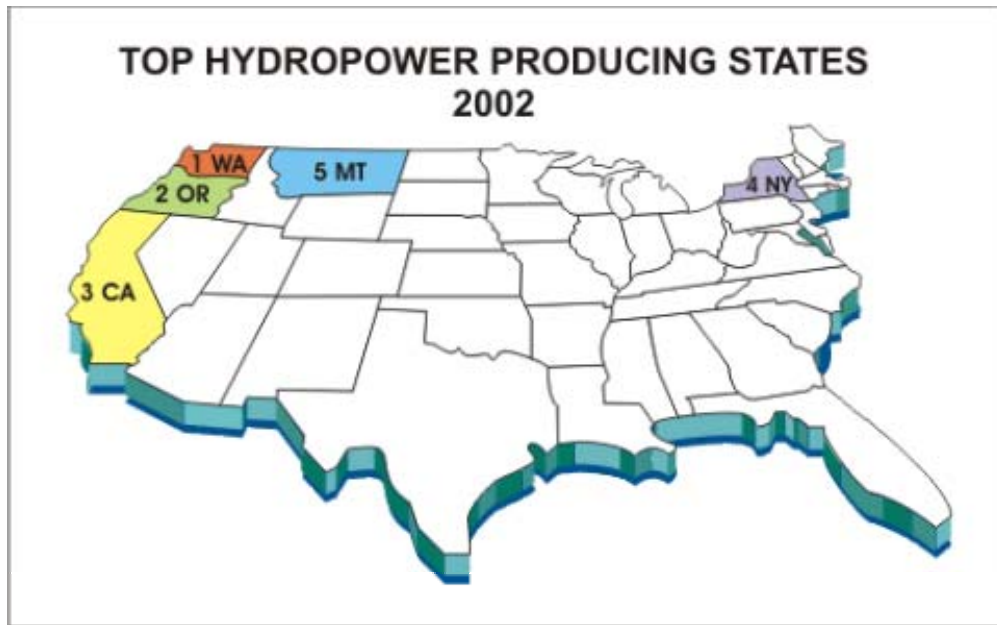 TOP HYDROPOWER PRODUCING STATES
2002
1 WA
5 MT
4 NY
2 OR
3 CA